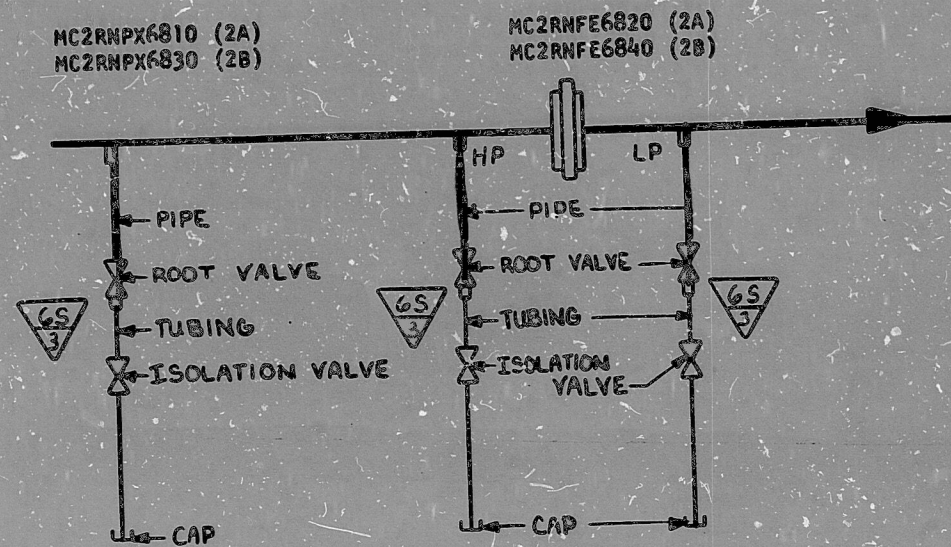 MC2RNPX6810 (2A)
MC2RNPX6830 (2B)
MC2RNFE6820 (2A)
MC2RNFE6840 (2B)
HP
LP
PIPE
PIPE
ROOT VALVE
ROOT VALVE
6S
3
6S
3
6S
3
TUBING
TUBING
ISOLATION VALVE
ISOLATION
VALVE
CAP
CAP